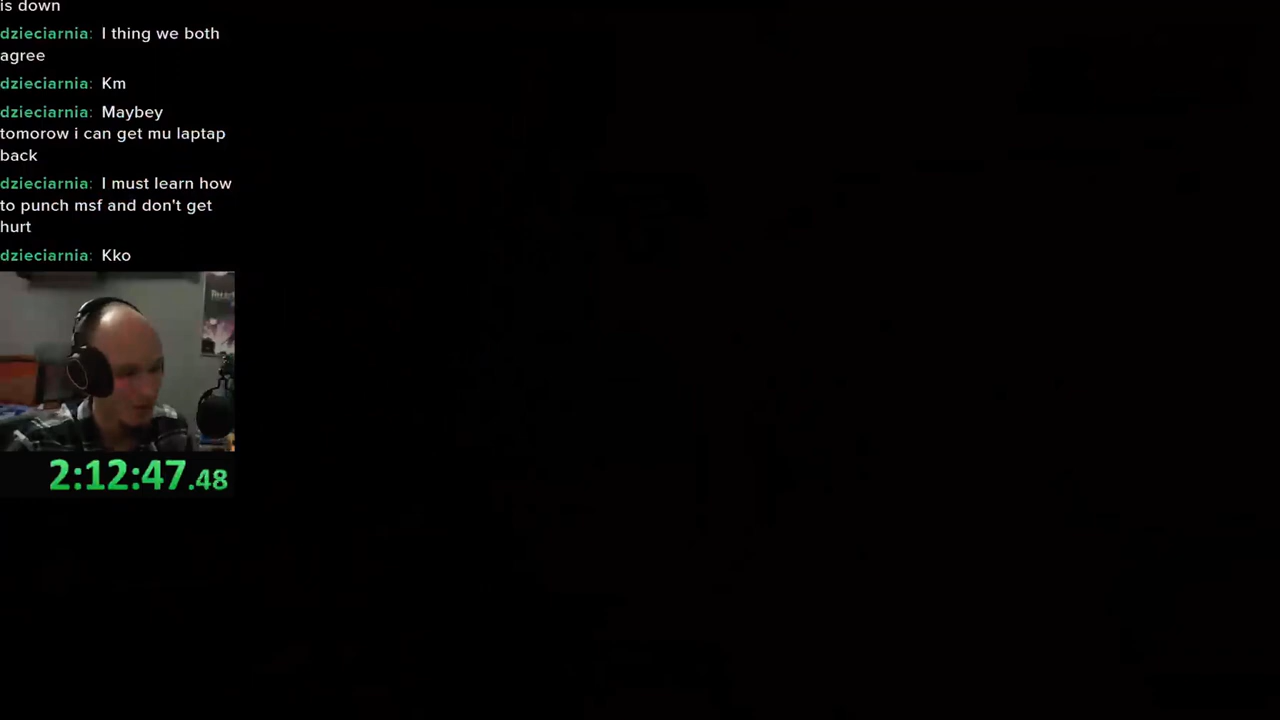 is down
dzieciarnia: I thing we both
agree
dzieciarnia: Km
dzieciarnia: Maybey
tomorow i can get mu laptap
back
dzieciarnia: I must learn how
to punch msf and don't get
hurt
dzieciarnia: Kko
2:12:47.48